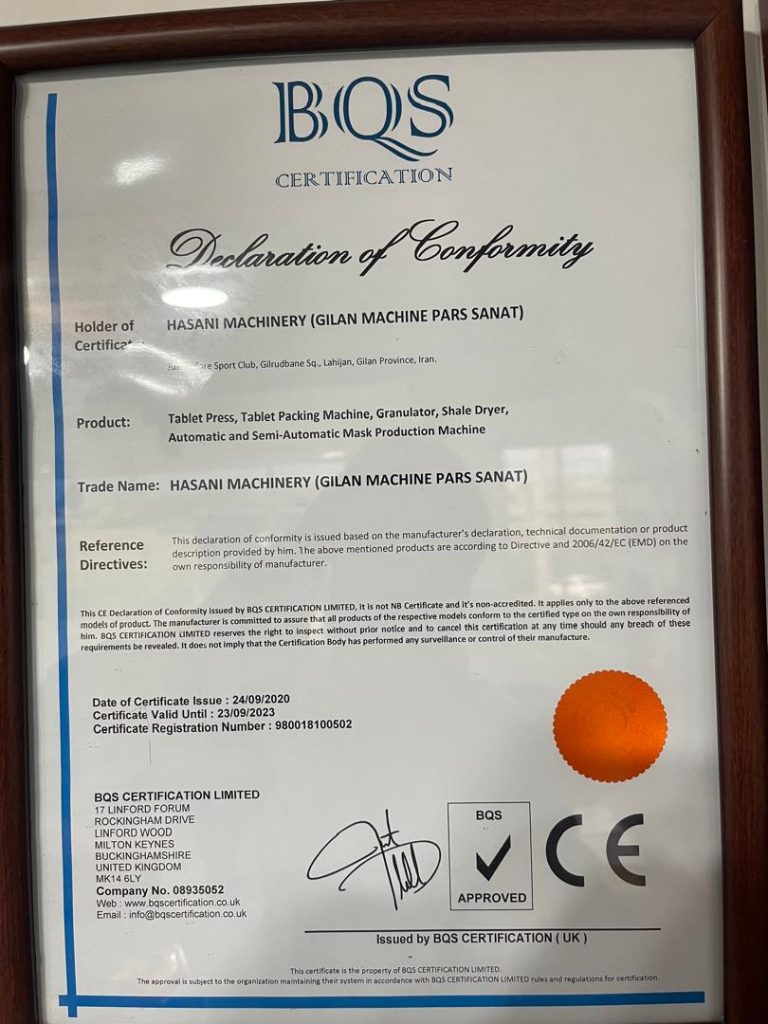 BQS
CERTIFICATION
Declaration of Conformity
Holder of HASANI MACHINERY (GILAN MACHINE PARS SANAT)
Sport Club, Gilrudbane Sq., Lahijan, Gilan Province, Iran.
Product: Tablet Press, Tablet Packing Machine, Granulator, Shale Dryer,
Automatic and Semi-Automatic Mask Production Machine
Trade Name: HASANI MACHINERY (GILAN MACHINE PARS SANAT)
Reference
Directives:
This declaration of conformity is issued based on the manufacturer's declaration, technical documentation or product
description provided by him. The above mentioned products are according to Directive and 2006/42/EC (EMD) on the
own responsibility of manufacturer.
This CE Declaration of Conformity issued by BQS CERTIFICATION LIMITED, it is not NB Certificate and it's non-accredited. It applies only to the above referenced
models of product. The manufacturer is committed to assure that all products of the respective models conform to the certified type on the own responsibility of
him. BQS CERTIFICATION LIMITED reserves the right to inspect without prior notice and to cancel this certification at any time should any breach of these
requirements be revealed. It does not imply that the Certification Body has performed any surveillance or control of their manufacture.
Date of Certificate Issue : 24/09/2020
Certificate Valid Until : 23/09/2023
Certificate Registration Number : 980018100502
BQS CERTIFICATION LIMITED
17 LINFORD FORUM
ROCKINGHAM DRIVE
LINFORD WOOD
MILTON KEYNES
BUCKINGHAMSHIRE
UNITED KINGDOM
MK14 6LY
Company No. 08935052
Web : www.bqscertification.co.uk
Email : info@bqscertification.co.uk
BQS
APPROVED
CE
Issued by BQS CERTIFICATION ( UK )
This certificate is the property of BQS CERTIFICATION LIMITED.
The approval is subject to the organization maintaining their system in accordance with BQS CERTIFICATION LIMITED rules and regulations for certification.